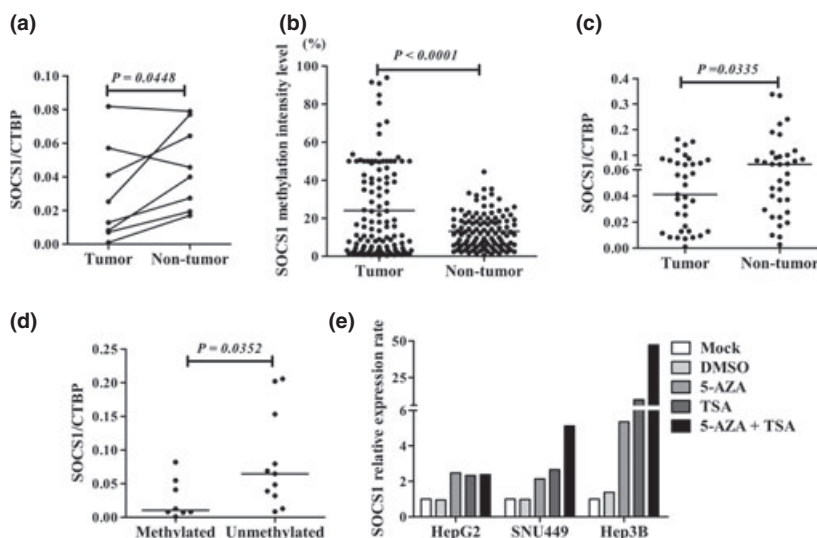 (a)
P = 0.0448
SOCS1/CTBP
0.10
0.08
0.06
0.04
0.02
0.00
Tumor Non-tumor
(b)
(%)
P < 0.0001
SOCS1 methylation intensity level
100
80
60
40
20
0
Tumor Non-tumor
(c)
P =0.0335
SOCS1/CTBP
0.4
0.3
0.2
0.1
0.06
0.04
0.02
0.00
Tumor Non-tumor
(d)
P = 0.0352
SOCS1/CTBP
0.25
0.20
0.15
0.10
0.05
0.00
Methylated Unmethylated
(e)
SOCS1 relative expression rate
50
25
6
4
2
0
HepG2 SNU449 Hep3B
Mock
DMSO
5-AZA
TSA
5-AZA + TSA